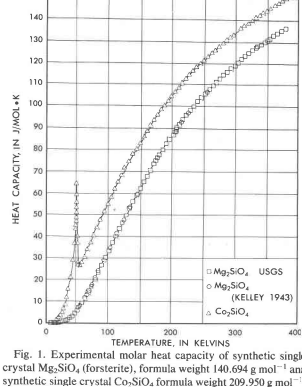 140
130
120
110
100
90
80
70
60
50
40
30
20
10
0
HEAT CAPACITY, IN J/MOL•K
0 100 200 300 400
TEMPERATURE, IN KELVINS
□ Mg₂SiO₄ USGS
○ Mg₂SiO₄
(KELLEY 1943)
△ Co₂SiO₄
Fig. 1. Experimental molar heat capacity of synthetic single
crystal Mg₂SiO₄ (forsterite), formula weight 140.694 g mol⁻¹ and
synthetic single crystal Co₂SiO₄ formula weight 209.950 g mol⁻¹